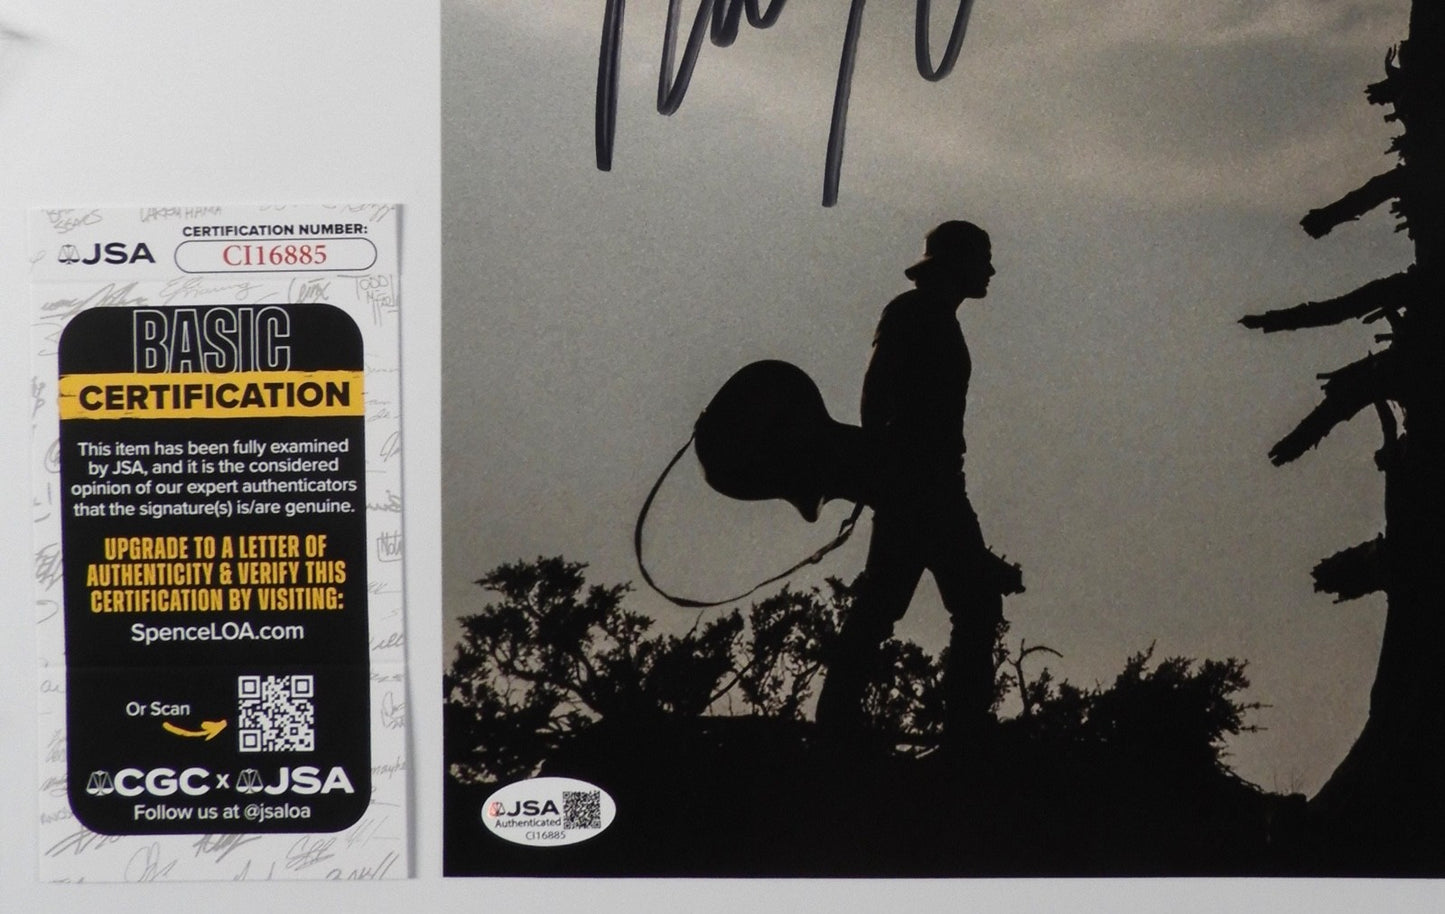 JSA
CERTIFICATION NUMBER:
CI16885
BASIC
CERTIFICATION
This item has been fully examined
by JSA, and it is the considered
opinion of our expert authenticators
that the signature(s) is/are genuine.
UPGRADE TO A LETTER OF
AUTHENTICITY & VERIFY THIS
CERTIFICATION BY VISITING:
SpenceLOA.com
Or Scan
CGC x JSA
Follow us at @jsaloa
JSA
Authenticated
CI16885